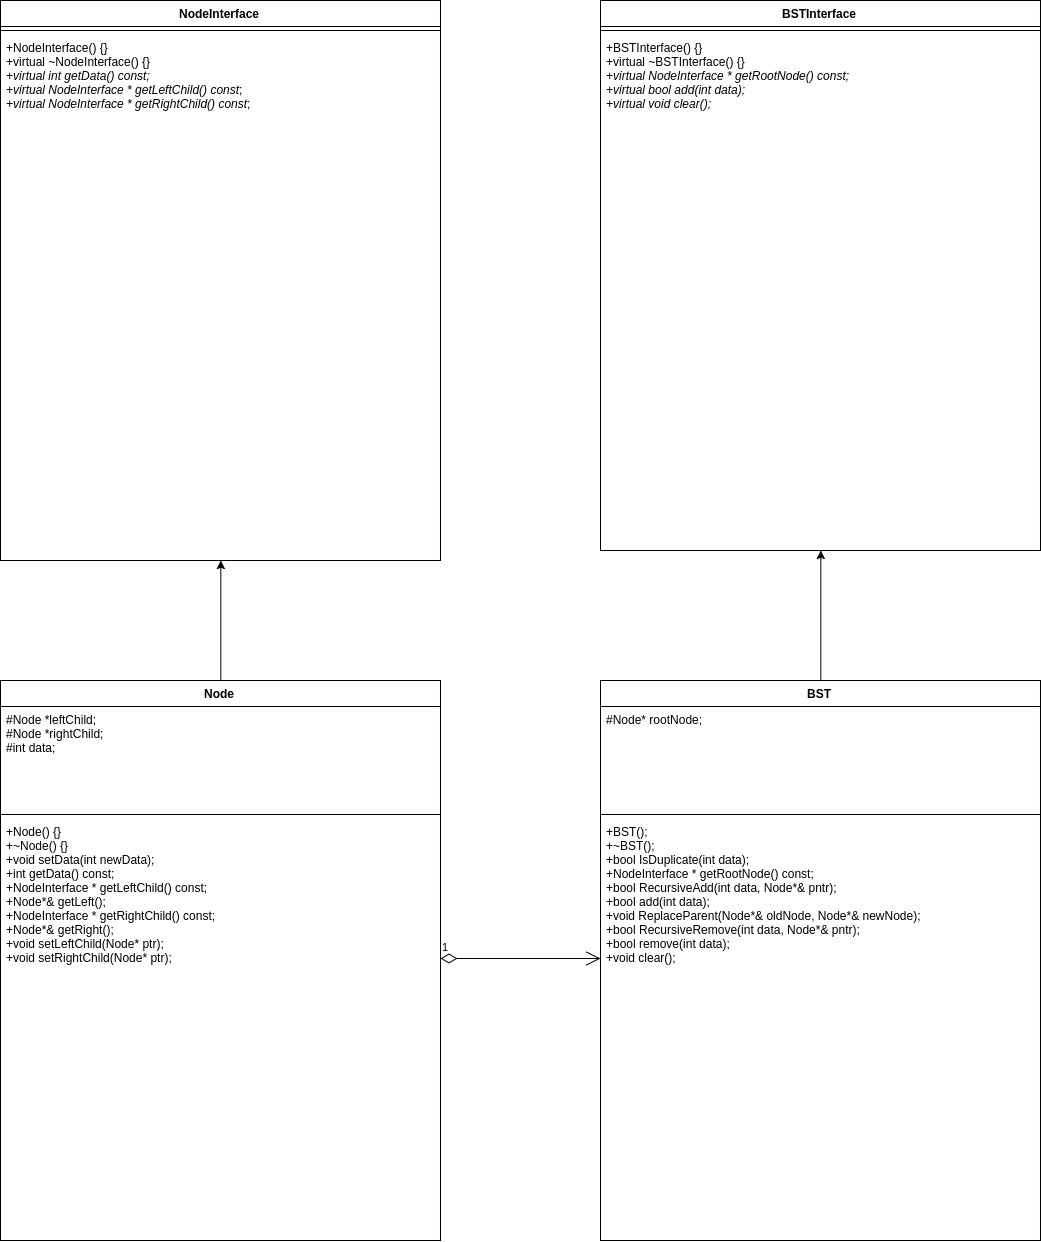 NodeInterface
+NodeInterface() {}
+virtual ~NodeInterface() {}
+virtual int getData() const;
+virtual NodeInterface * getLeftChild() const;
+virtual NodeInterface * getRightChild() const;
BSTInterface
+BSTInterface() {}
+virtual ~BSTInterface() {}
+virtual NodeInterface * getRootNode() const;
+virtual bool add(int data);
+virtual void clear();
Node
#Node *leftChild;
#Node *rightChild;
#int data;
+Node() {}
+~Node() {}
+void setData(int newData);
+int getData() const;
+NodeInterface * getLeftChild() const;
+Node*& getLeft();
+NodeInterface * getRightChild() const;
+Node*& getRight();
+void setLeftChild(Node* ptr);
+void setRightChild(Node* ptr);
1
BST
#Node* rootNode;
+BST();
+~BST();
+bool IsDuplicate(int data);
+NodeInterface * getRootNode() const;
+bool RecursiveAdd(int data, Node*& pntr);
+bool add(int data);
+void ReplaceParent(Node*& oldNode, Node*& newNode);
+bool RecursiveRemove(int data, Node*& pntr);
+bool remove(int data);
+void clear();